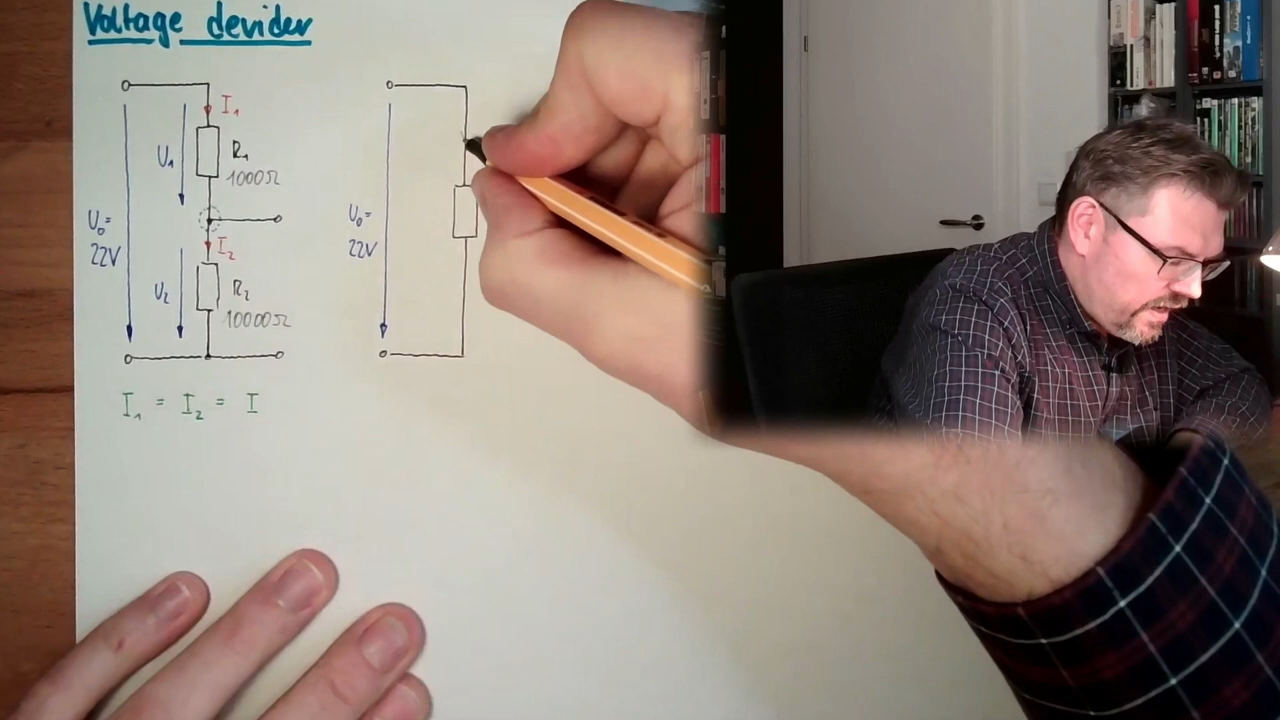 Voltage devider
I₁
U₁
R₁
1000Ω
U₀=
22V
I₂
U₂
R₂
10000Ω
U₀=
22V
I₁ = I₂ = I